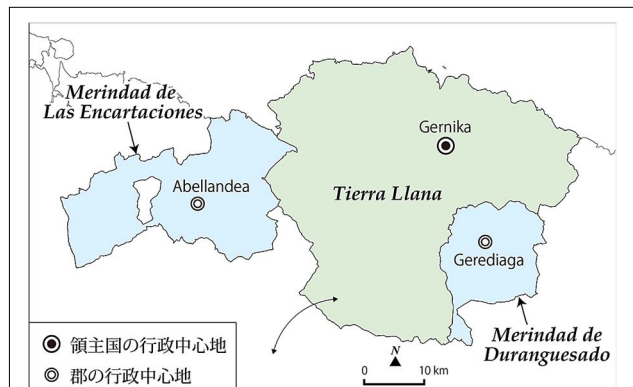 Merindad de
Las Encartaciones
Gernika
Abellandea
Tierra Llana
Gerediaga
Merindad de
Duranguesado
領主国の行政中心地
郡の行政中心地
N
0 10 km